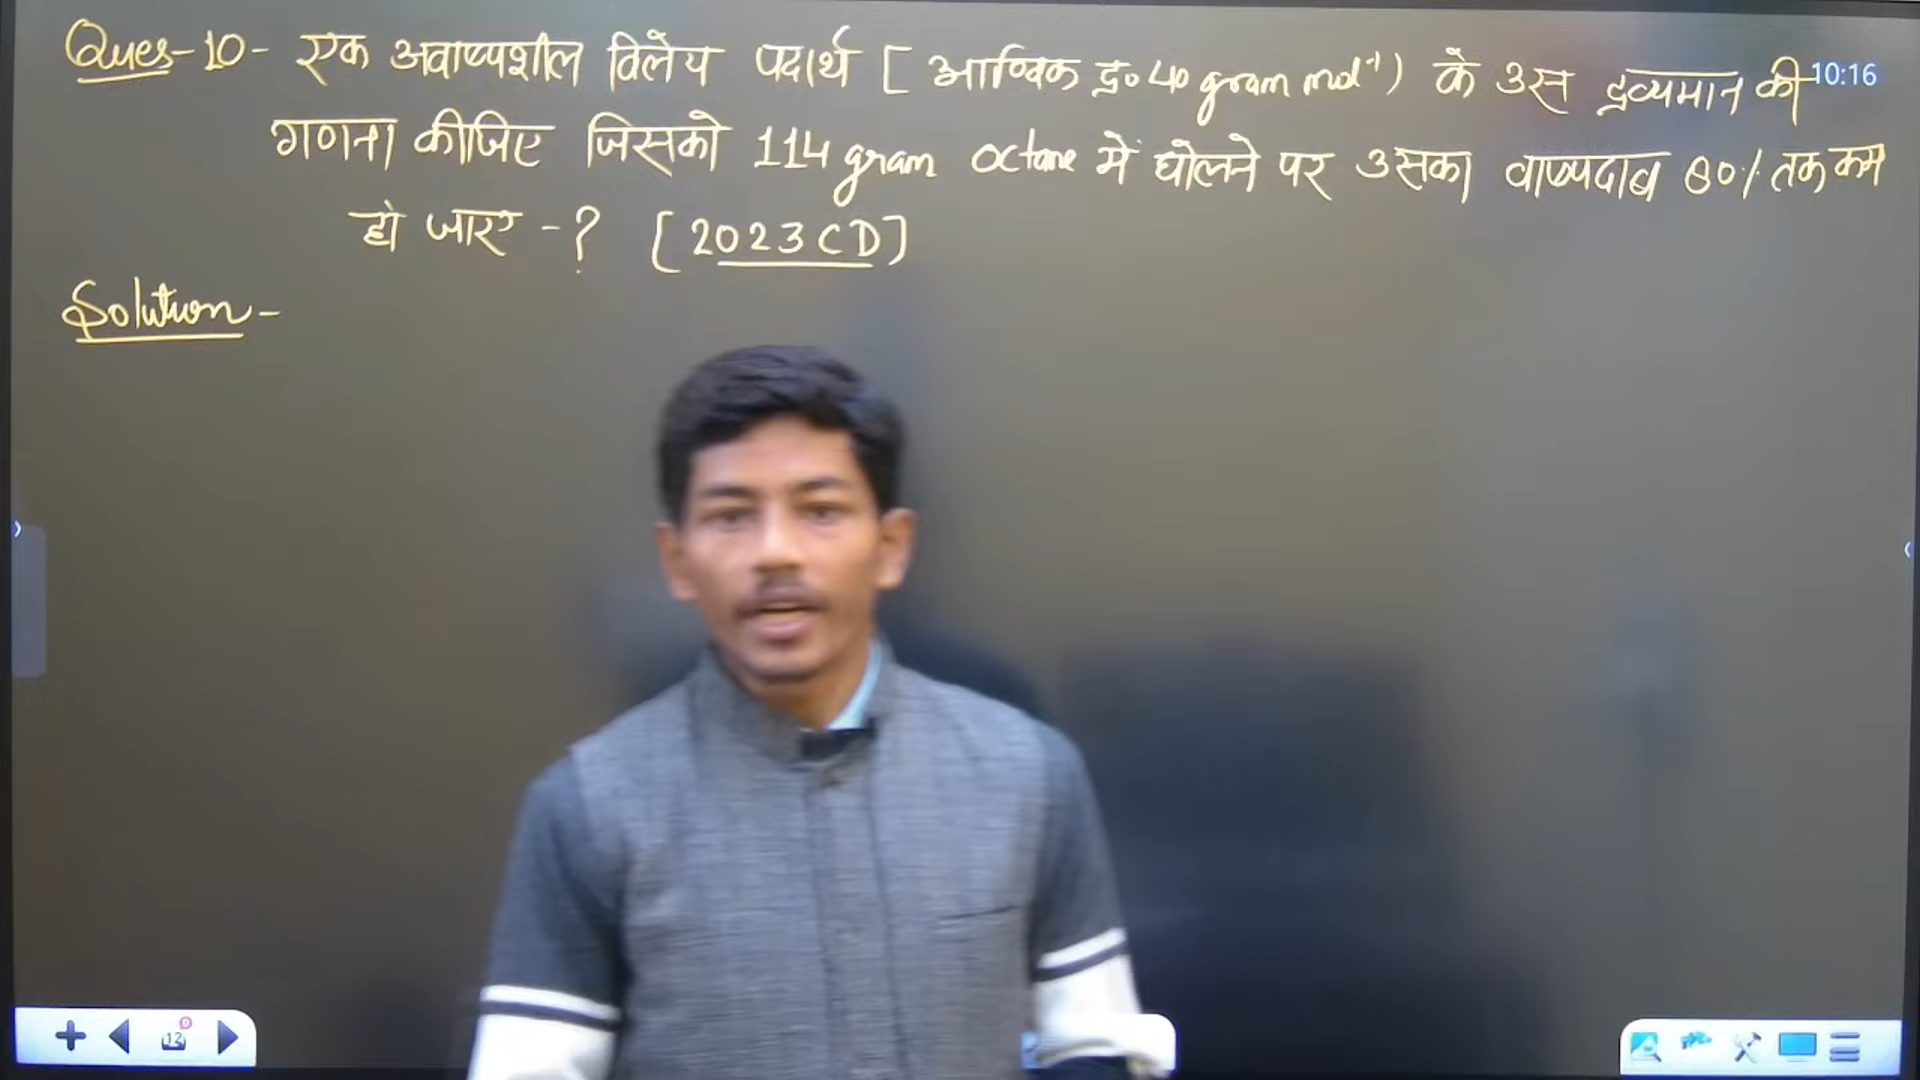 Ques-10- एक अवाष्पशील विलेय पदार्थ [ आण्विक द्र० 40 gram mol⁻¹) के उस द्रव्यमान की
10:16
गणना कीजिए जिसको 114 gram octane में घोलने पर उसका वाष्पदाब 80% तक कम
हो जाए -? [2023 CD]
Solution-
12